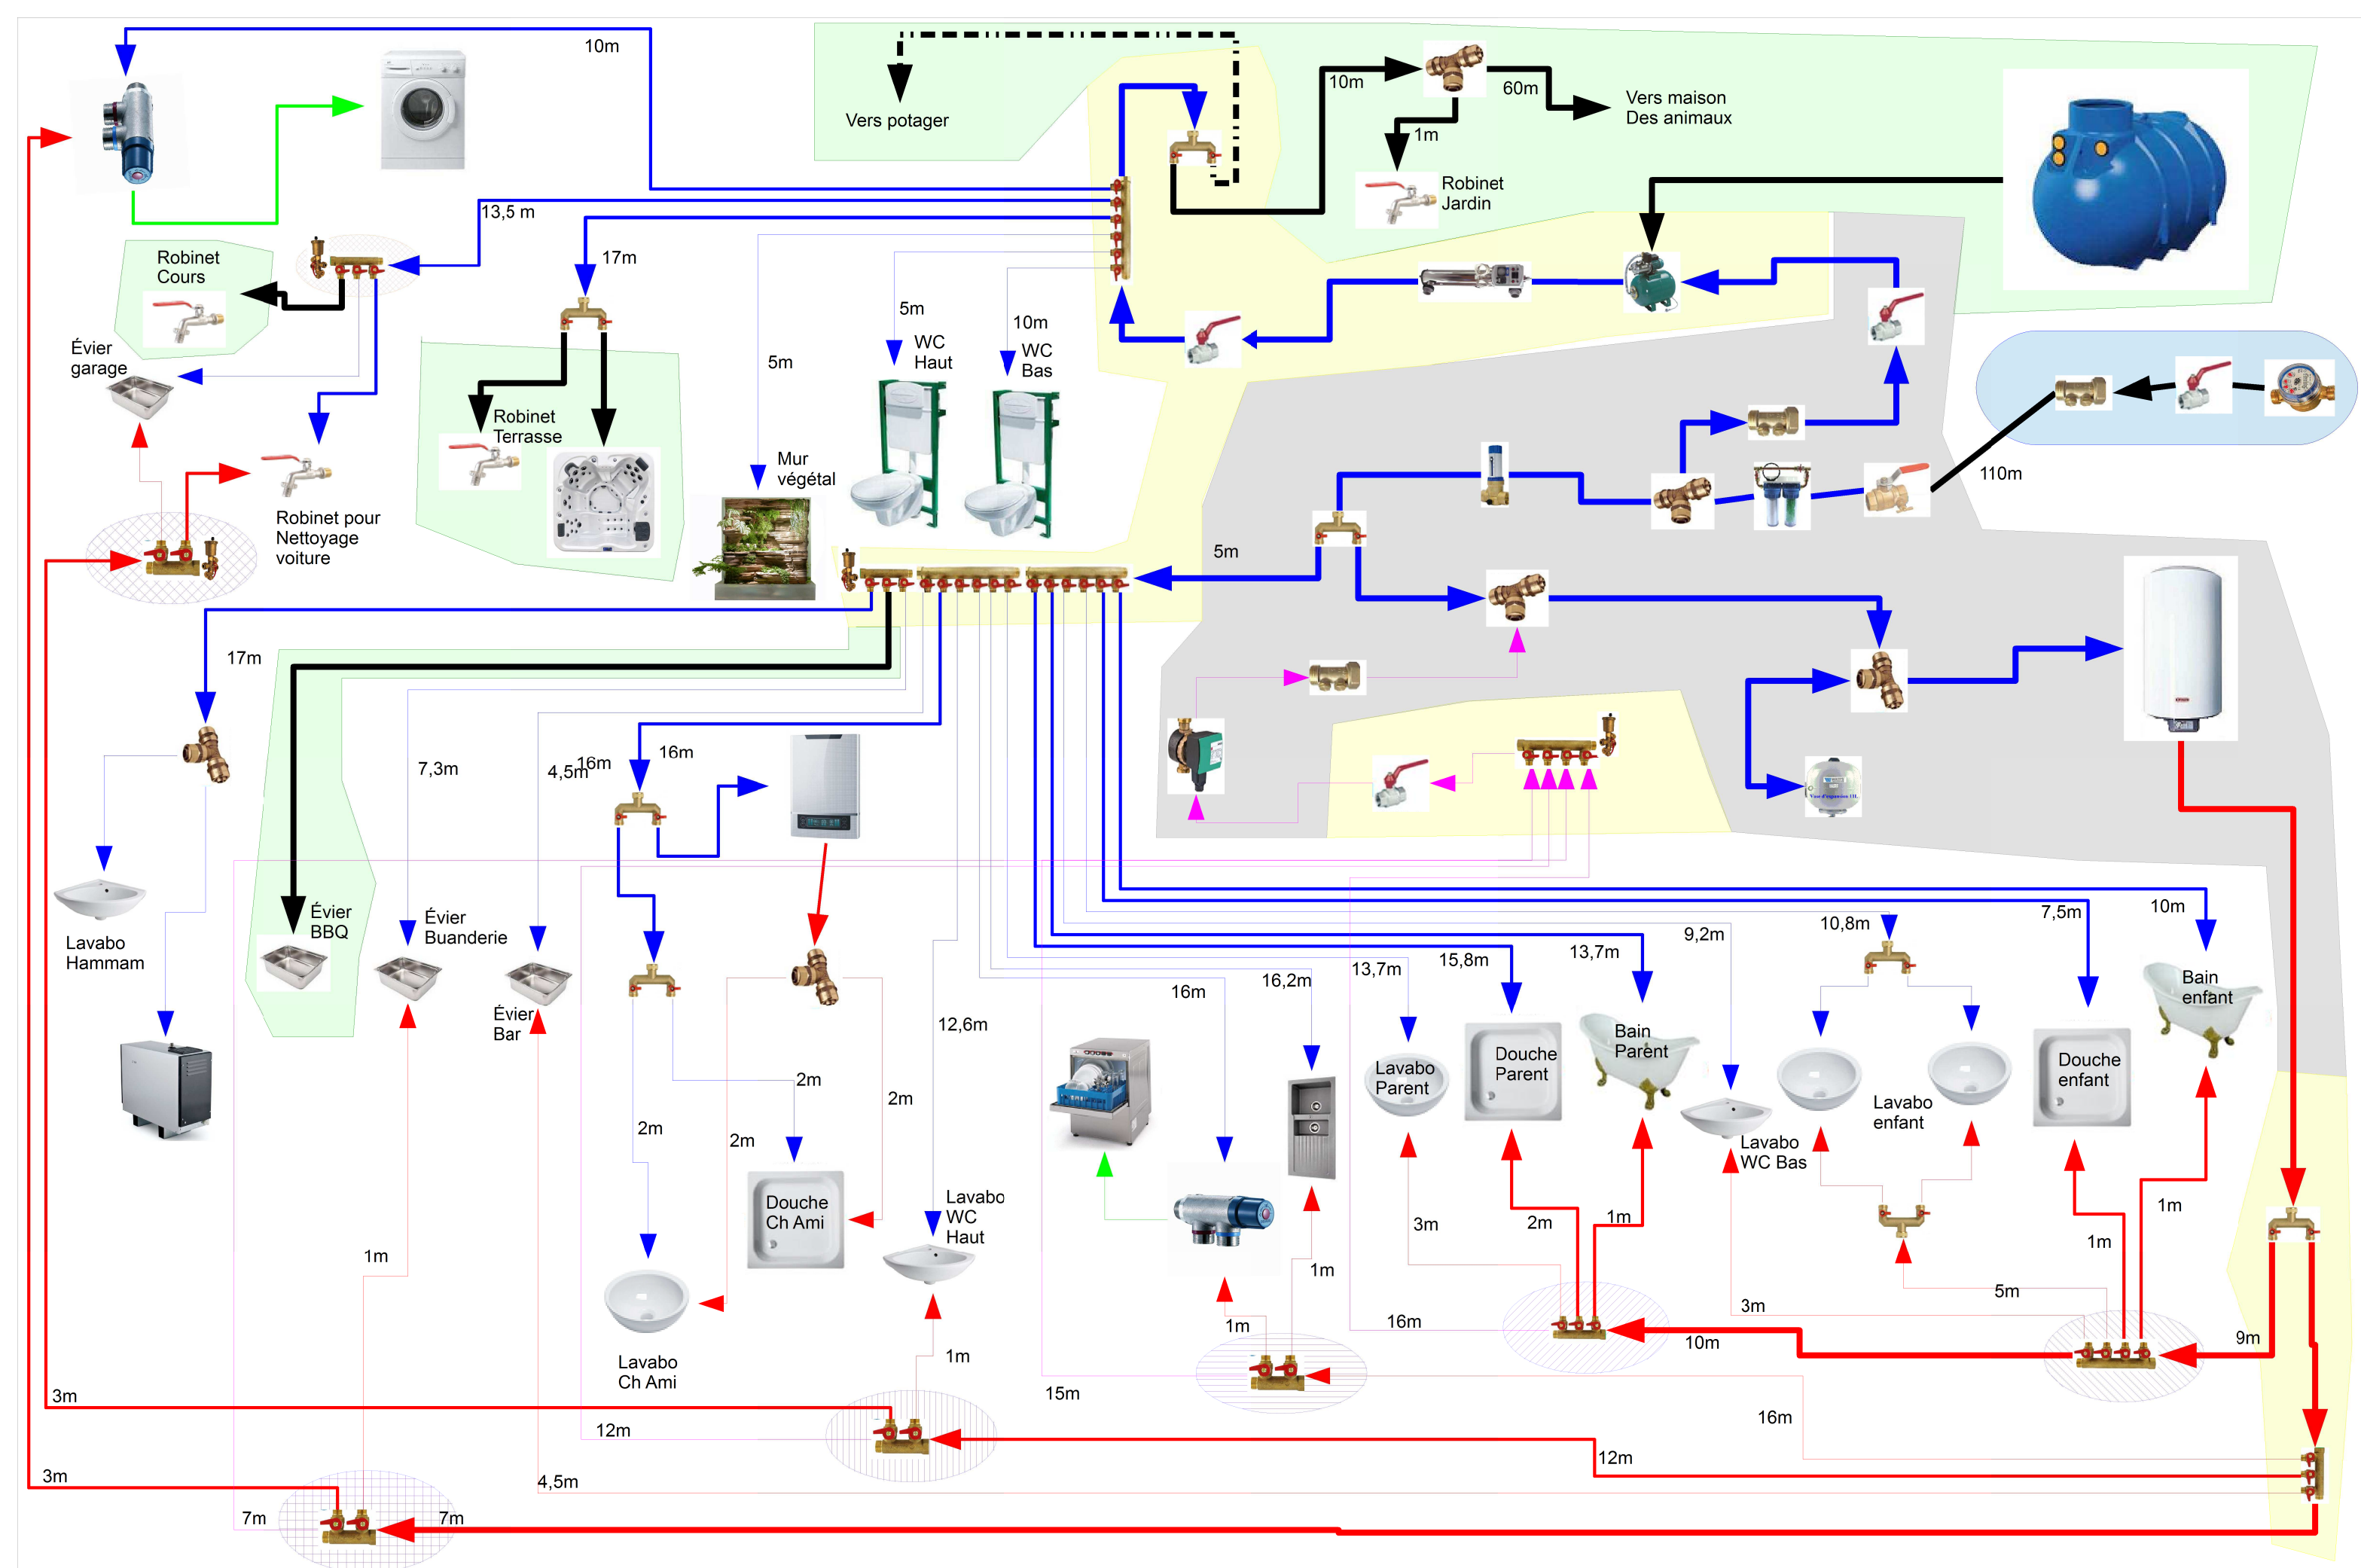 10m
10m
60m
Vers maison
Des animaux
Vers potager
1m
Robinet
Jardin
13,5 m
Robinet
Cours
17m
5m
10m
WC
Haut
WC
Bas
Évier
garage
5m
Robinet
Terrasse
Mur
végétal
110m
Robinet pour
Nettoyage
voiture
5m
17m
7,3m
4,5m
16m
16m
Vase d'expansion 18L
Lavabo
Hammam
Évier
BBQ
Évier
Buanderie
Évier
Bar
12,6m
16m
16,2m
13,7m
15,8m
13,7m
9,2m
10,8m
7,5m
10m
Bain
enfant
Bain
Parent
Lavabo
Parent
Douche
Parent
Douche
enfant
Lavabo
enfant
Lavabo
WC Bas
2m
2m
2m
2m
Douche
Ch Ami
Lavabo
WC
Haut
Lavabo
Ch Ami
1m
1m
1m
1m
3m
2m
1m
3m
5m
1m
1m
16m
10m
9m
15m
16m
3m
12m
12m
3m
4,5m
7m
7m